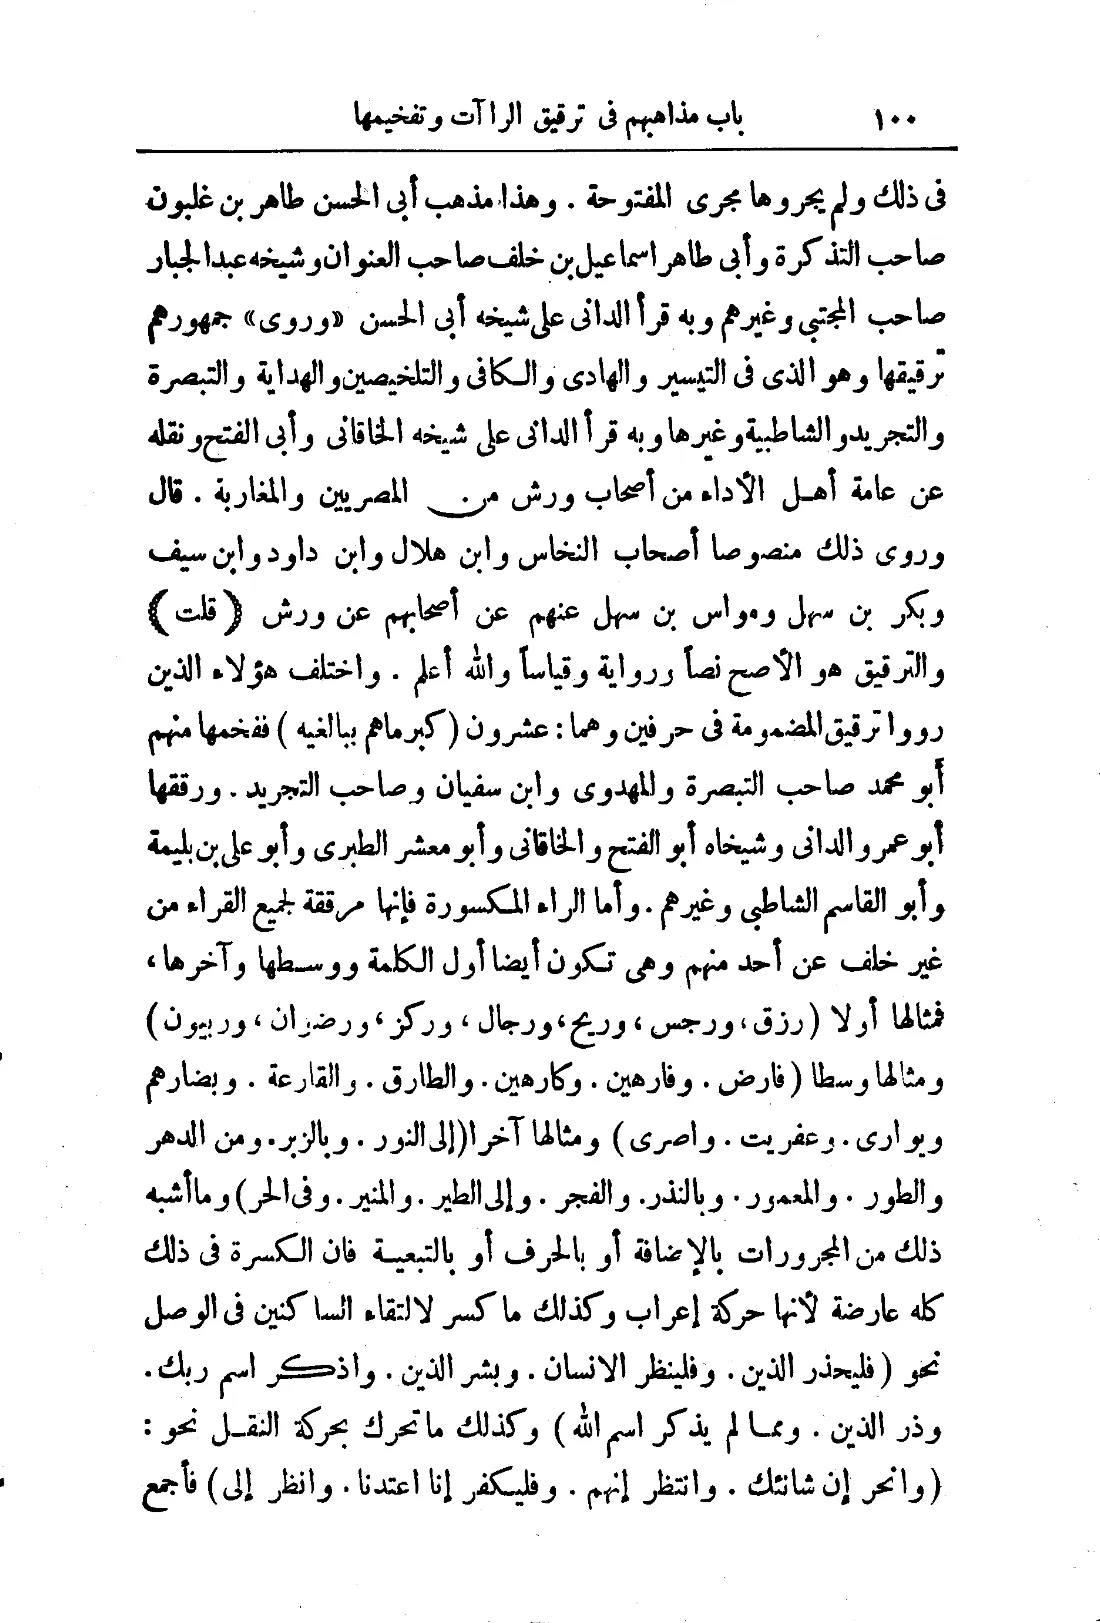 ١٠٠ باب مذاهبهم فى ترقيق الراآت وتفخيمها
فى ذلك ولم يجروها مجرى المفتوحة . وهذا مذهب أبى الحسن طاهر بن غلبون
صاحب التذكرة وأبى طاهر اسماعيل بن خلف صاحب العنوان وشيخه عبد الجبار
صاحب المجتبى وغيرهم وبه قرأ الدانى على شيخه أبى الحسن «وروى» جمهورهم
ترقيقها وهو الذى فى التيسير والهادى والكافى والتلخيصين والهداية والتبصرة
والتجريد والشاطبية وغيرها وبه قرأ الدانى على شيخه الخاقانى وأبى الفتح ونقله
عن عامة أهل الأداء من أصحاب ورش من المصريين والمغاربة . قال
وروى ذلك منصوصا أصحاب النخاس وابن هلال وابن داود وابن سيف
وبكر بن سهل ومواس بن سهل عنهم عن أصحابهم عن ورش ﴿قلت﴾
والترقيق هو الأصح نصاً ورواية وقياساً والله أعلم . واختلف هؤلاء الذين
رووا ترقيق المضمومة فى حرفين وهما : عشرون (كبر ماهم ببالغيه ) ففخمها منهم
أبو محمد صاحب التبصرة والمهدوى وابن سفيان وصاحب التجريد . ورققها
أبو عمرو الدانى وشيخاه أبو الفتح والخاقانى وأبو معشر الطبرى وأبو على بن بليمة
وأبو القاسم الشاطبى وغيرهم . وأما الراء المكسورة فإنها مرققة لجميع القراء من
غير خلف عن أحد منهم وهى تكون أيضا أول الكلمة ووسطها وآخرها ،
فمثالها أولا (رزق ، ورجس ، وريح ، ورجال ، وركز ، ورضوان ، وربيون)
ومثالها وسطا (فارض . وفارهين . وكارهين . والطارق . والقارعة . وبضارهم
ويوارى . وعفريت . واصرى) ومثالها آخرا (إلى النور . وبالزبر . ومن الدهر
والطور . والمعمور . وبالنذر . والفجر . وإلى الطير . والمنير . وفى الحر) وما أشبه
ذلك من المجرورات بالإضافة أو بالحرف أو بالتبعية فان الكسرة فى ذلك
كله عارضة لأنها حركة إعراب وكذلك ما كسر لالتقاء الساكنين فى الوصل
نحو (فليحذر الذين . وفلينظر الانسان . وبشر الذين . واذكر اسم ربك .
وذر الذين . ومما لم يذكر اسم الله) وكذلك ما تحرك بحركة النقل نحو :
(وانحر إن شانئك . وانتظر إنهم . وفليكفر إنا اعتدنا . وانظر إلى) فأجمع